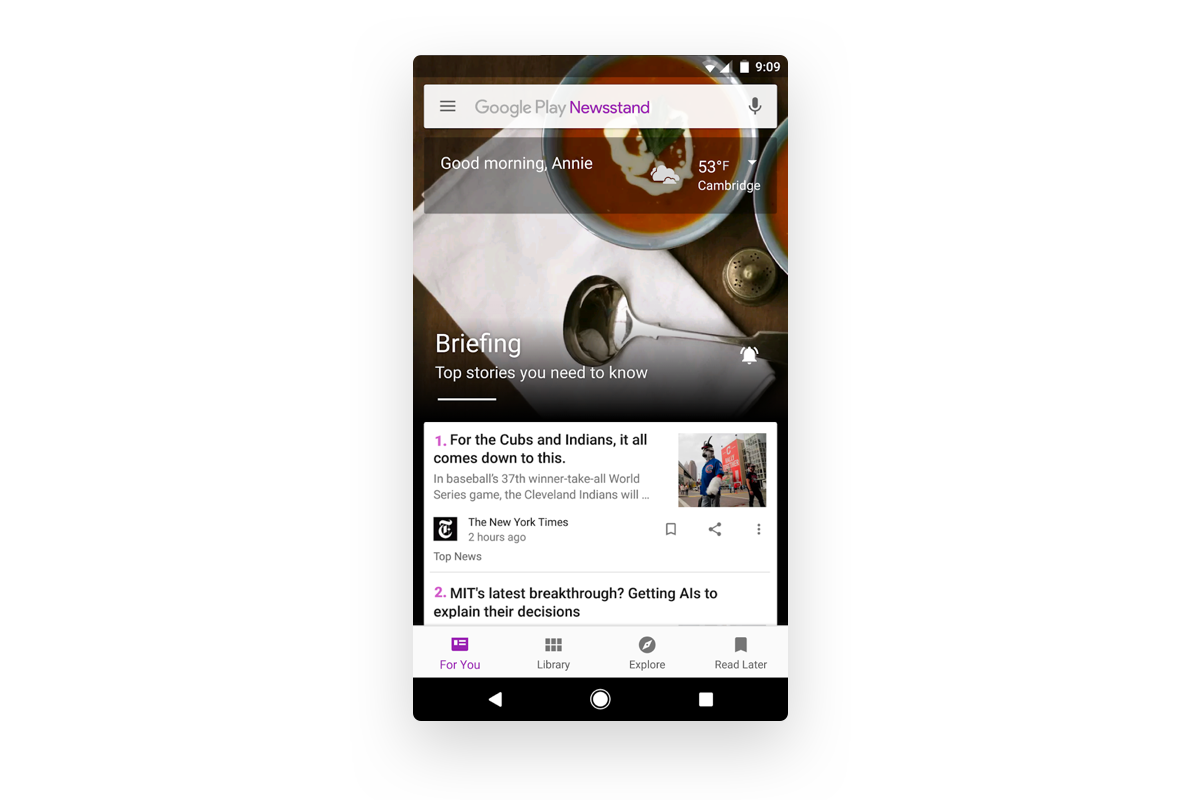 9:09
Google Play Newsstand
Good morning, Annie
53°F
Cambridge
Briefing
Top stories you need to know
1. For the Cubs and Indians, it all
comes down to this.
In baseball's 37th winner-take-all World
Series game, the Cleveland Indians will ...
The New York Times
2 hours ago
Top News
2. MIT's latest breakthrough? Getting AIs to
explain their decisions
For You
Library
Explore
Read Later